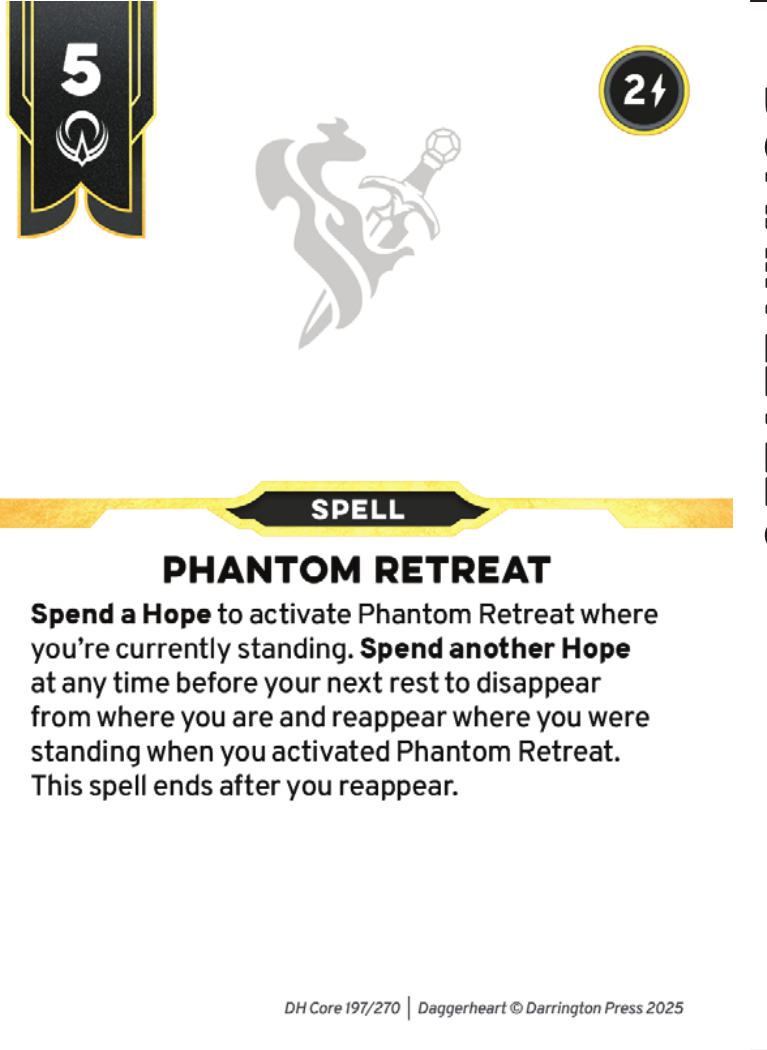 5
2
SPELL
PHANTOM RETREAT
Spend a Hope to activate Phantom Retreat where
you're currently standing. Spend another Hope
at any time before your next rest to disappear
from where you are and reappear where you were
standing when you activated Phantom Retreat.
This spell ends after you reappear.
DH Core 197/270 | Daggerheart © Darrington Press 2025